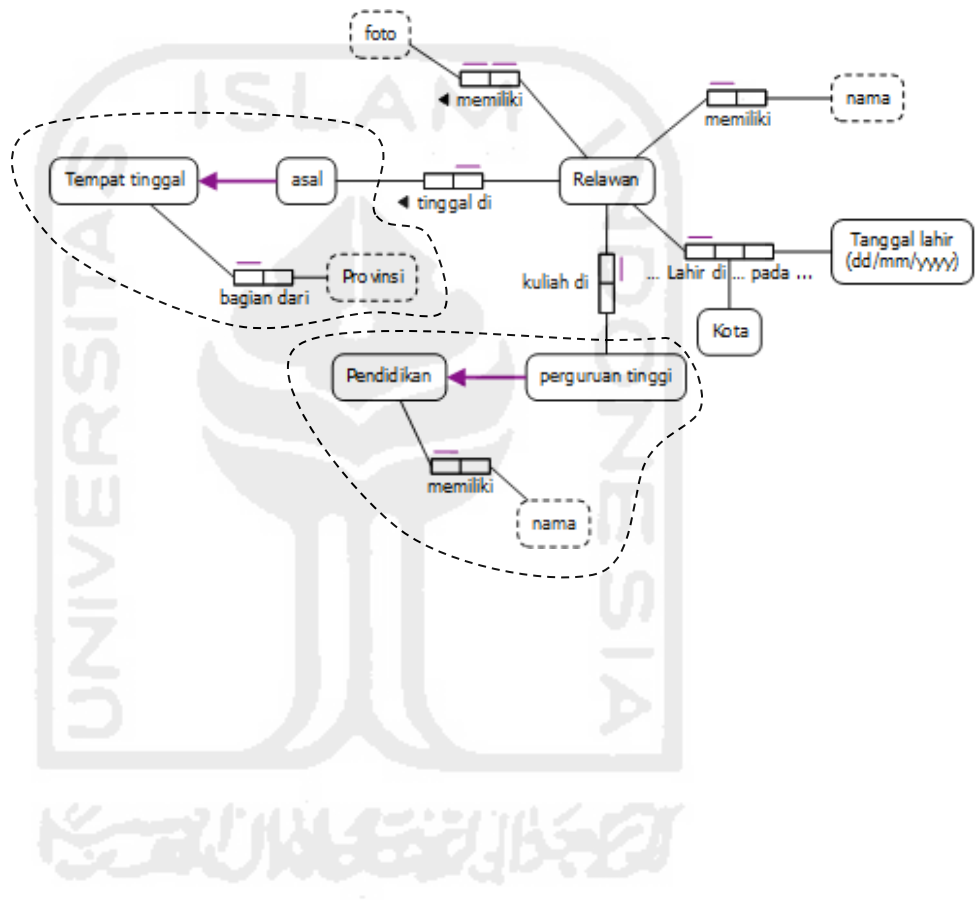 foto
◄ memiliki
nama
memiliki
Tempat tinggal
asal
◄ tinggal di
Relawan
Tanggal lahir
(dd/mm/yyyy)
... Lahir di ... pada ...
Provinsi
bagian dari
kuliah di
Kota
Pendidikan
perguruan tinggi
memiliki
nama
UNIVERSITAS
ISLAM
INDONESIA